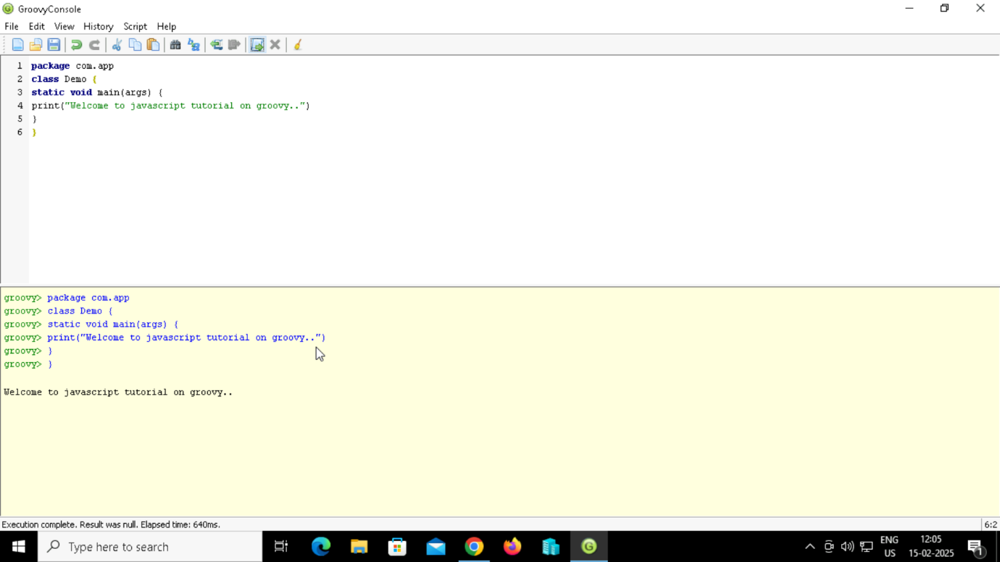 GroovyConsole
File Edit View History Script Help
1 package com.app
2 class Demo {
3 static void main(args) {
4 print("Welcome to javascript tutorial on groovy..")
5 }
6 }
groovy> package com.app
groovy> class Demo {
groovy> static void main(args) {
groovy> print("Welcome to javascript tutorial on groovy..")
groovy> }
groovy> }
Welcome to javascript tutorial on groovy..
Execution complete. Result was null. Elapsed time: 640ms. 6:2
Type here to search
ENG 12:05
US 15-02-2025 1